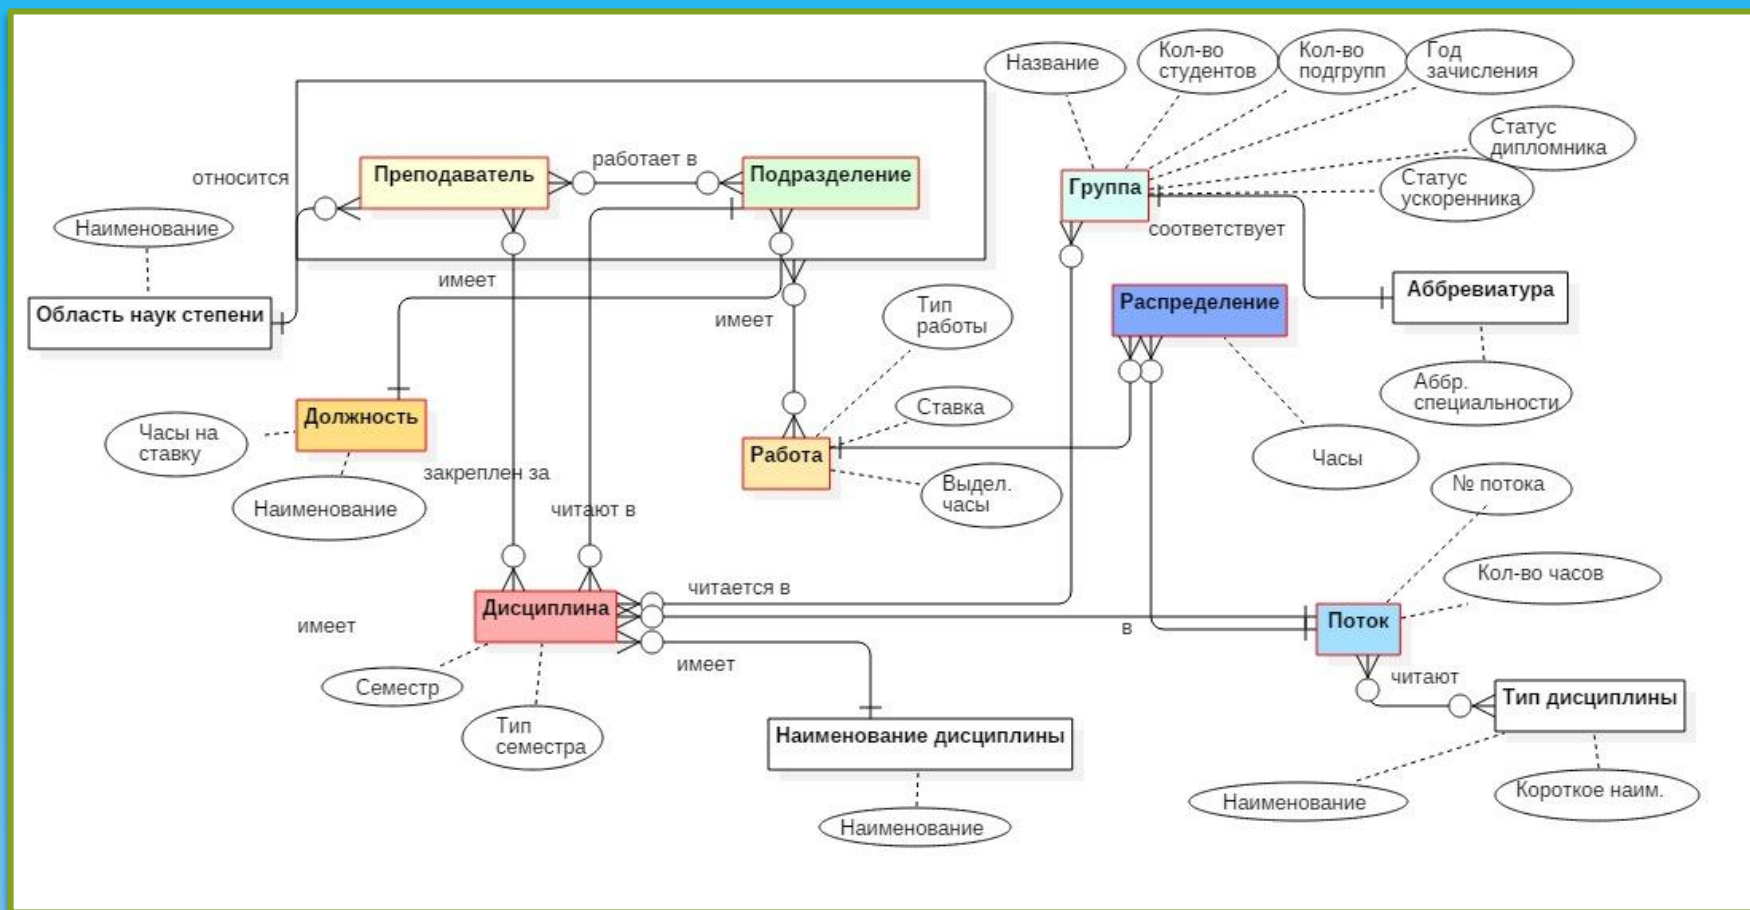 Название
Кол-во
студентов
Кол-во
подгрупп
Год
зачисления
Статус
дипломника
Статус
ускоренника
относится
Преподаватель
работает в
Подразделение
Группа
соответствует
Наименование
Область наук степени
имеет
имеет
Тип
работы
Распределение
Аббревиатура
Аббр.
специальности
Должность
Часы на
ставку
Наименование
закреплен за
читают в
Ставка
Работа
Выдел.
часы
Часы
№ потока
Кол-во часов
читается в
Дисциплина
имеет
в
Поток
имеет
читают
Семестр
Тип
семестра
Наименование дисциплины
Тип дисциплины
Наименование
Наименование
Короткое наим.